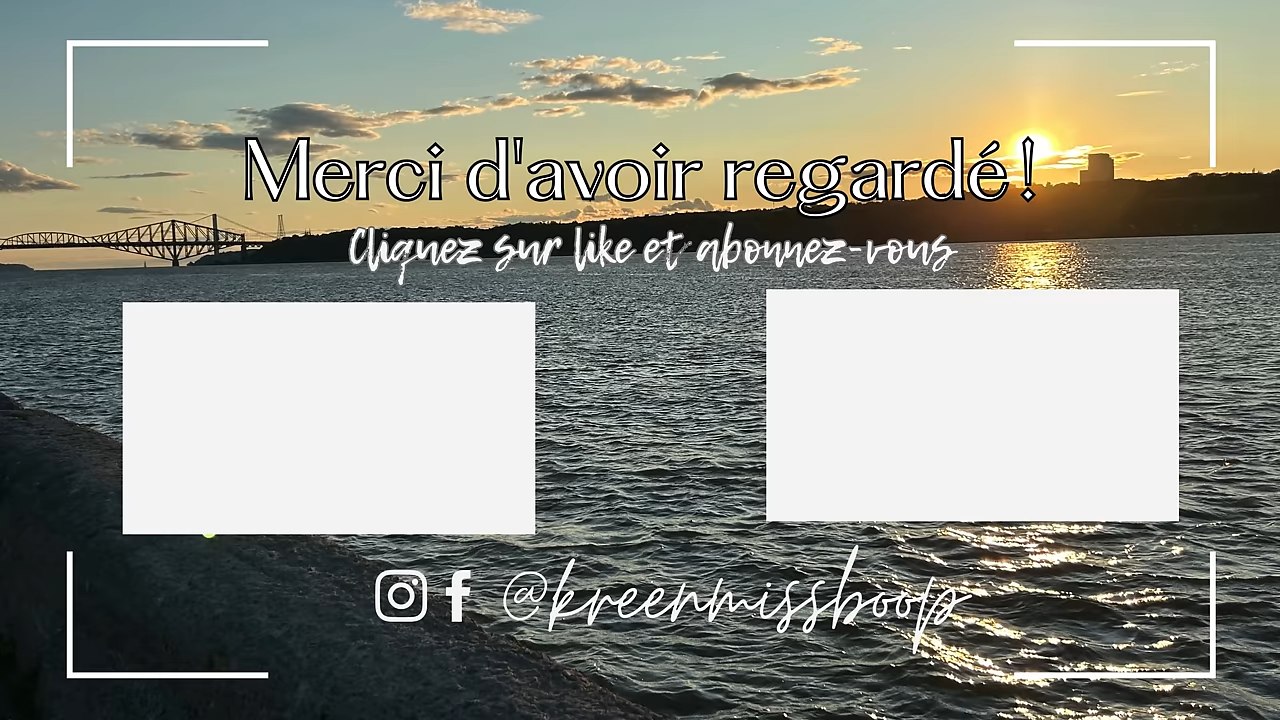 Merci d'avoir regardé !
Cliquez sur like et abonnez-vous
@kreenmissboop